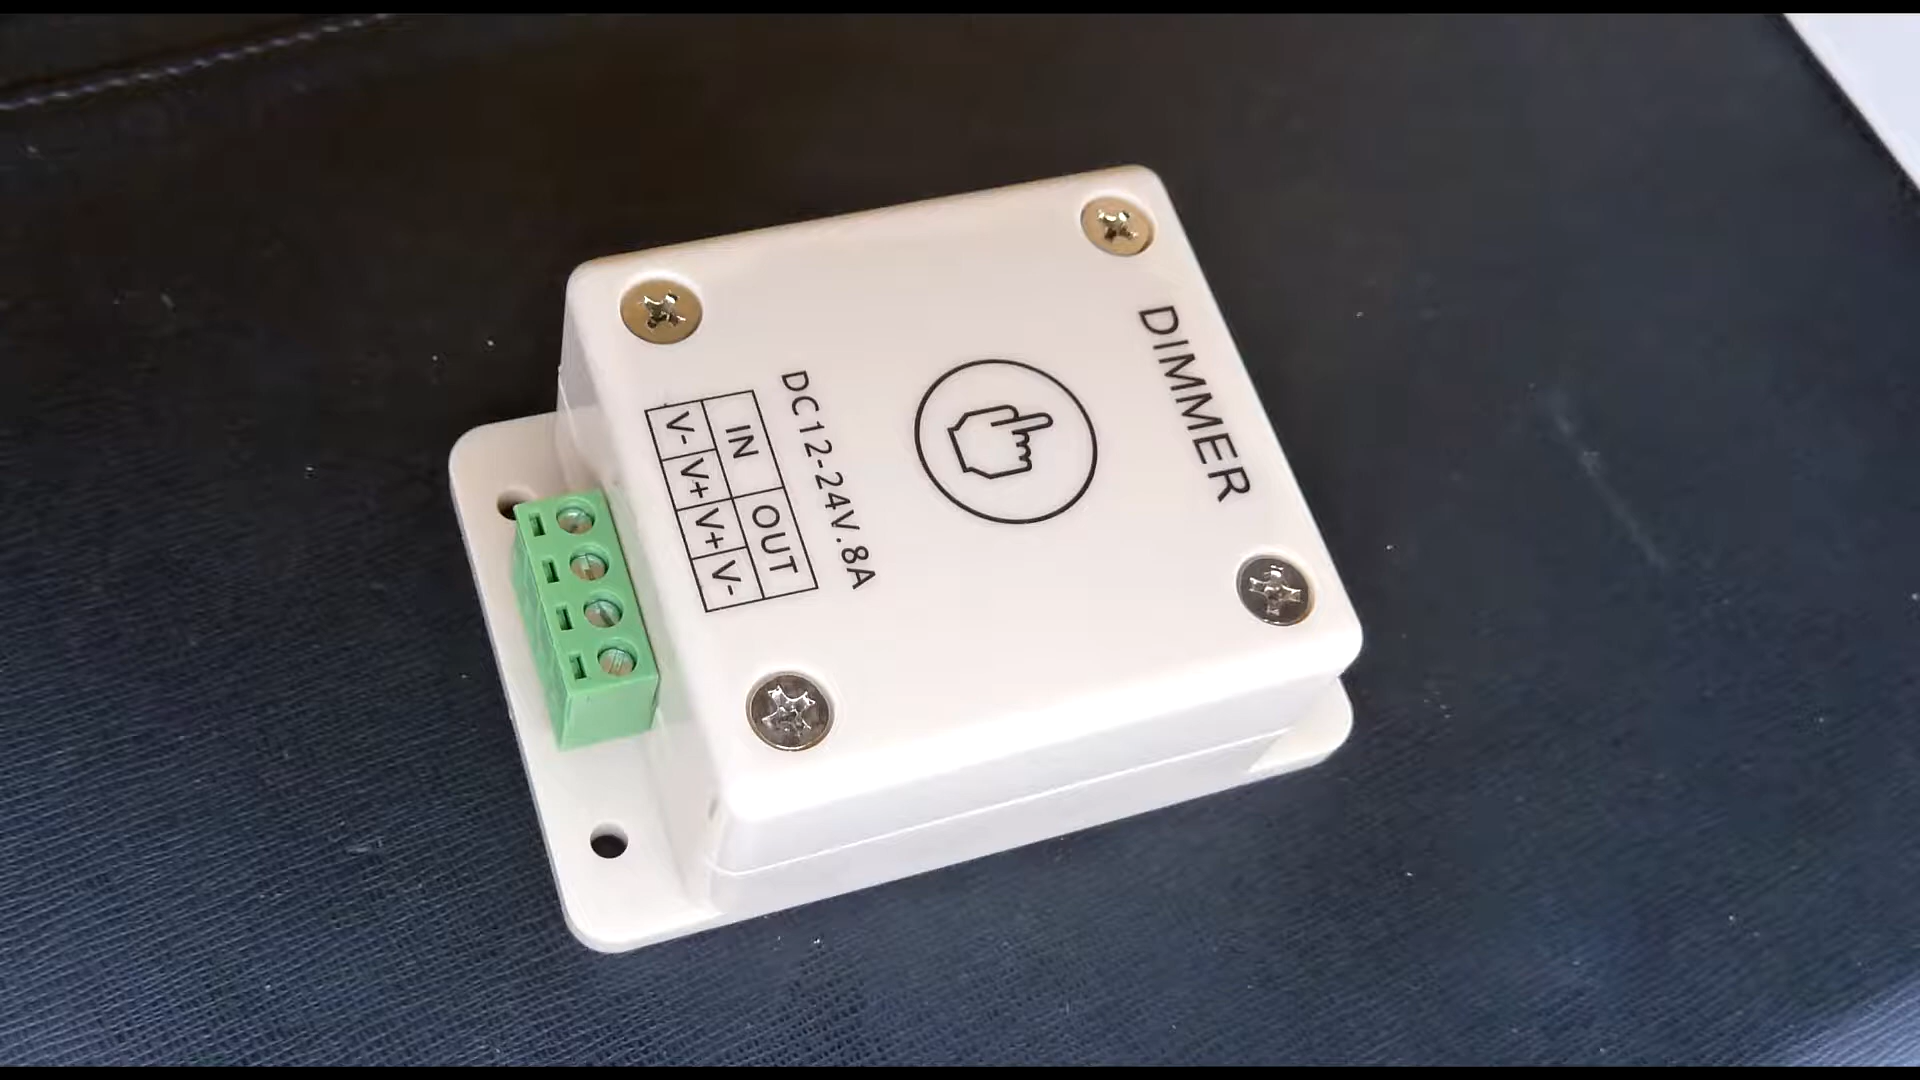 DIMMER
DC12-24V.8A
IN OUT
V- V+ V+ V-